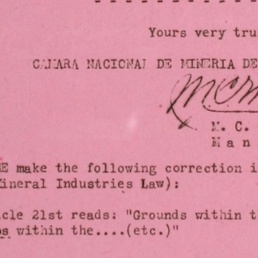 Yours very tru
CAMARA NACIONAL DE MINERIA DE
M. C.
Man
E make the following correction i
ineral Industries Law):
cle 21st reads: "Grounds within t
s within the....(etc.)"